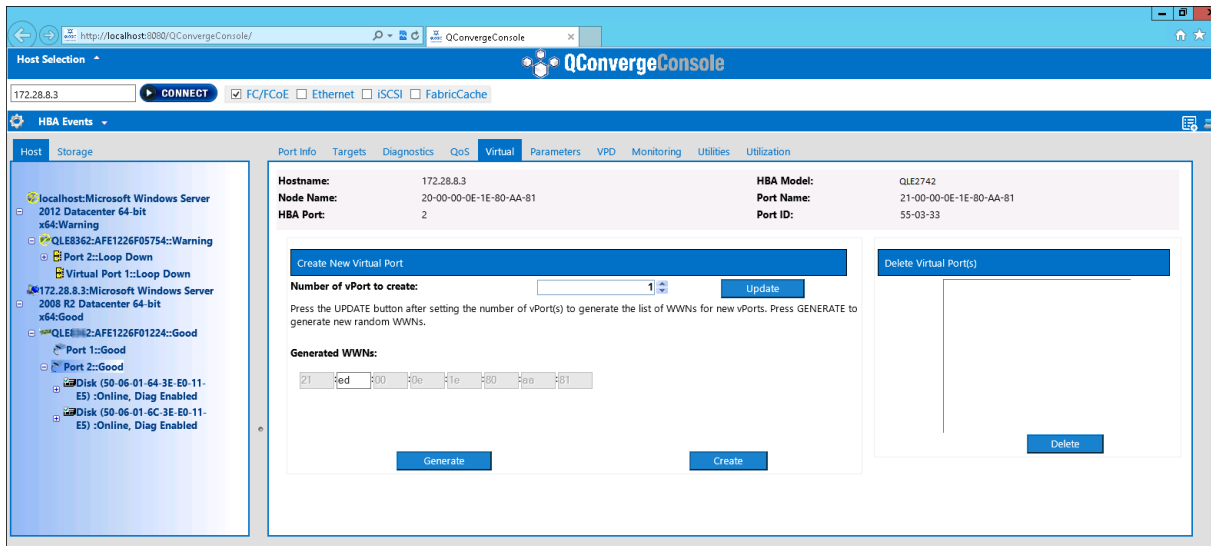 http://localhost:8080/QConvergeConsole/
QConvergeConsole
Host Selection
QConvergeConsole
172.28.8.3
CONNECT
FC/FCoE Ethernet iSCSI FabricCache
HBA Events
Host Storage
Port Info Targets Diagnostics QoS Virtual Parameters VPD Monitoring Utilities Utilization
localhost:Microsoft Windows Server
2012 Datacenter 64-bit
x64:Warning
QLE8362:AFE1226F05754::Warning
Port 2::Loop Down
Virtual Port 1::Loop Down
172.28.8.3:Microsoft Windows Server
2008 R2 Datacenter 64-bit
x64:Good
2:AFE1226F01224::Good
Port 1::Good
Port 2::Good
Disk (50-06-01-64-3E-E0-11-
E5) :Online, Diag Enabled
Disk (50-06-01-6C-3E-E0-11-
E5) :Online, Diag Enabled
Hostname: 172.28.8.3 HBA Model: QLE2742
Node Name: 20-00-00-0E-1E-80-AA-81 Port Name: 21-00-00-0E-1E-80-AA-81
HBA Port: 2 Port ID: 55-03-33
Create New Virtual Port
Number of vPort to create: 1 Update
Press the UPDATE button after setting the number of vPort(s) to generate the list of WWNs for new vPorts. Press GENERATE to
generate new random WWNs.
Generated WWNs:
21 :ed :00 :0e :1e :80 :aa :81
Generate Create
Delete Virtual Port(s)
Delete